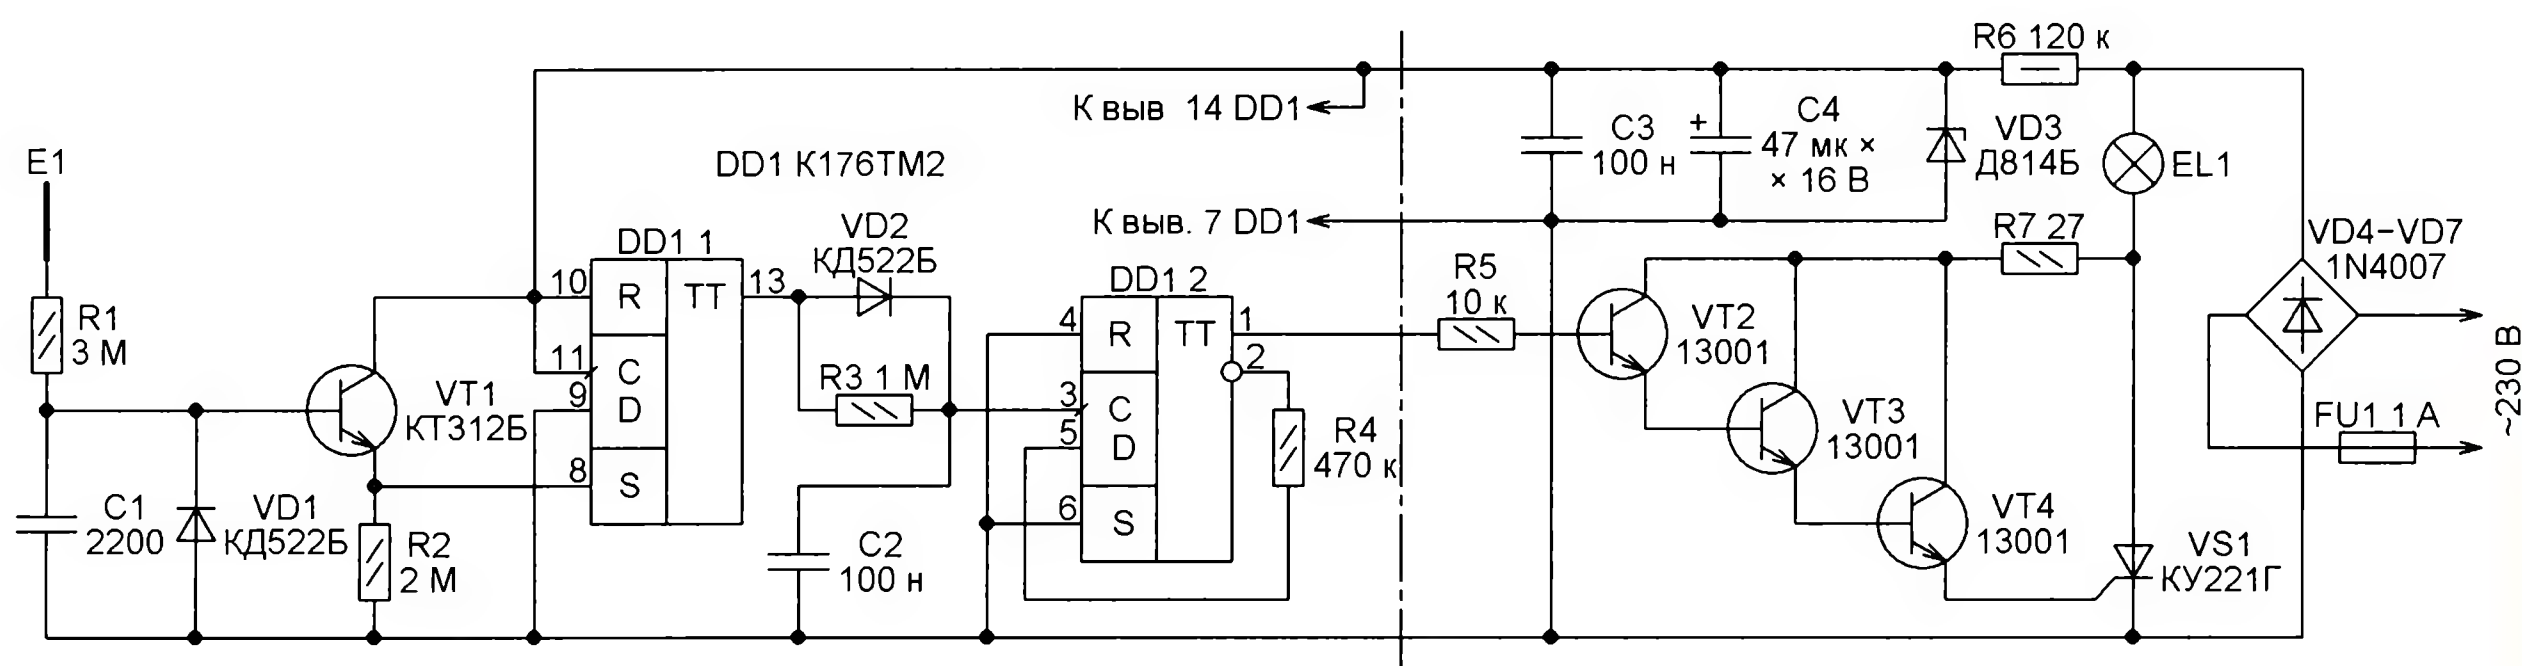 R6 120 к
К выв 14 DD1
E1
DD1 К176ТМ2
C3
100 н
+
C4
47 мк ×
× 16 В
VD3
Д814Б
EL1
К выв. 7 DD1
VD2
КД522Б
DD1 1
R7 27
VD4–VD7
1N4007
10
R
TT
13
DD1 2
R5
10 к
R1
3 М
VT2
13001
4
R
TT
1
2
11
C
9
D
R3 1 М
3
C
5
D
VT1
КТ312Б
R4
470 к
VT3
13001
FU1 1 А
~230 В
8
S
6
S
C1
2200
VD1
КД522Б
R2
2 М
C2
100 н
VT4
13001
VS1
КУ221Г